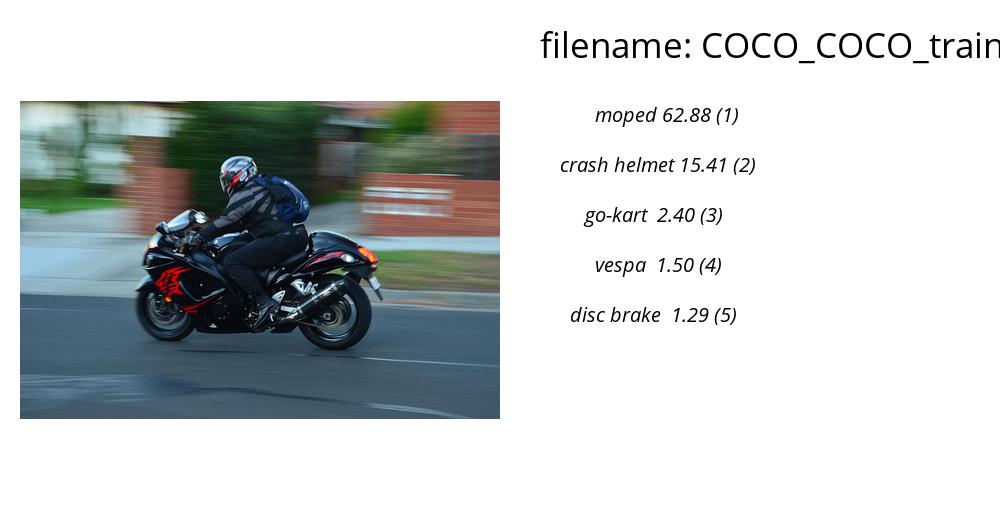 filename: COCO_COCO_train
moped 62.88 (1)
crash helmet 15.41 (2)
go-kart 2.40 (3)
vespa 1.50 (4)
disc brake 1.29 (5)